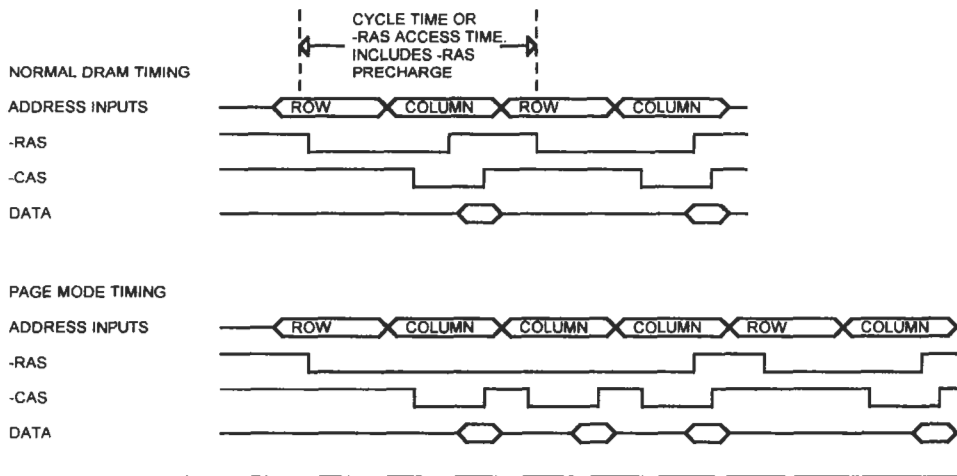 CYCLE TIME OR
-RAS ACCESS TIME.
INCLUDES -RAS
PRECHARGE
NORMAL DRAM TIMING
ADDRESS INPUTS ROW COLUMN ROW COLUMN
-RAS
-CAS
DATA
PAGE MODE TIMING
ADDRESS INPUTS ROW COLUMN COLUMN COLUMN ROW COLUMN
-RAS
-CAS
DATA